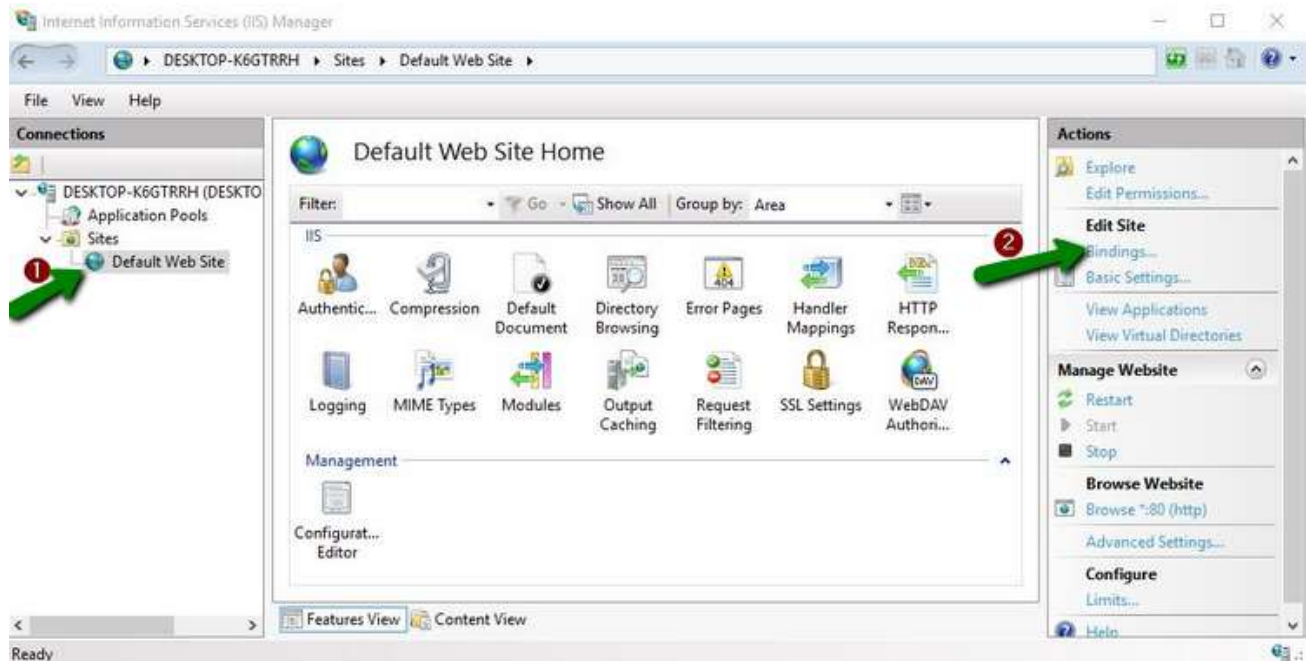 Internet Information Services (IIS) Manager
DESKTOP-K6GTRRH ▸ Sites ▸ Default Web Site ▸
File View Help
Connections
DESKTOP-K6GTRRH (DESKTO
Application Pools
Sites
Default Web Site
1
Default Web Site Home
Filter: Go Show All Group by: Area
IIS
Authentic... Compression Default Document Directory Browsing Error Pages Handler Mappings HTTP Respon...
Logging MIME Types Modules Output Caching Request Filtering SSL Settings WebDAV Authori...
Management
Configurat... Editor
Features View Content View
Actions
Explore
Edit Permissions...
Edit Site
2
Bindings...
Basic Settings...
View Applications
View Virtual Directories
Manage Website
Restart
Start
Stop
Browse Website
Browse *:80 (http)
Advanced Settings...
Configure
Limits...
Help
Ready